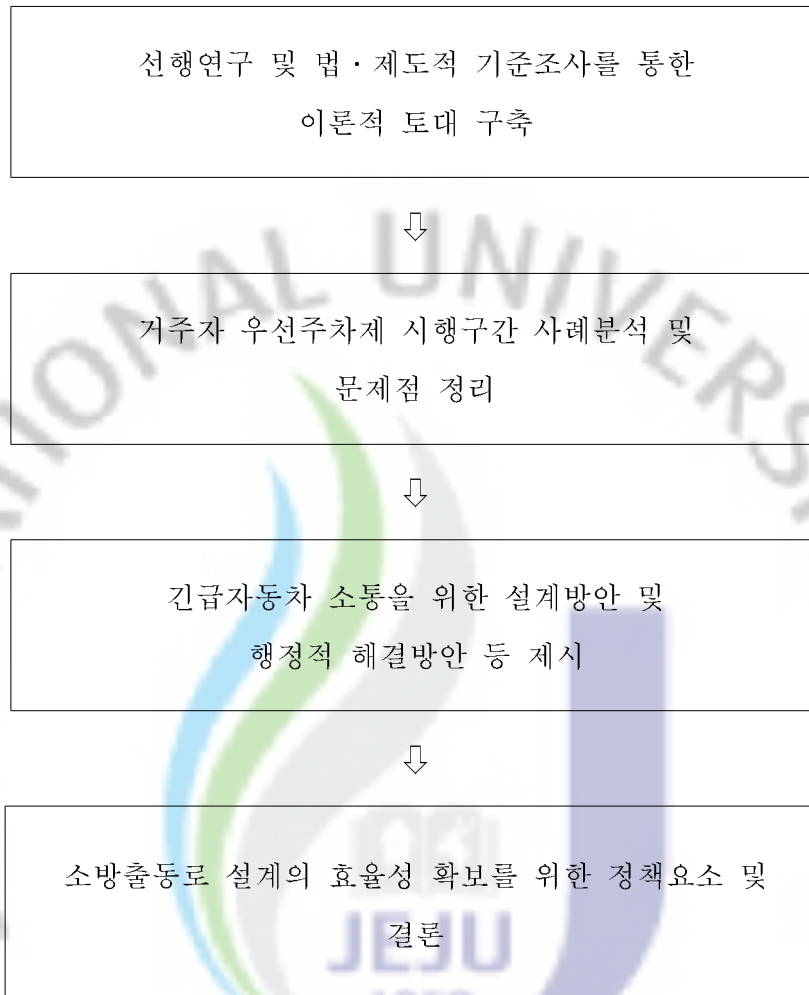 선행연구 및 법·제도적 기준조사를 통한
이론적 토대 구축
⇩
거주자 우선주차제 시행구간 사례분석 및
문제점 정리
⇩
긴급자동차 소통을 위한 설계방안 및
행정적 해결방안 등 제시
⇩
소방출동로 설계의 효율성 확보를 위한 정책요소 및
결론
ONAL UNIVERS
JEJU